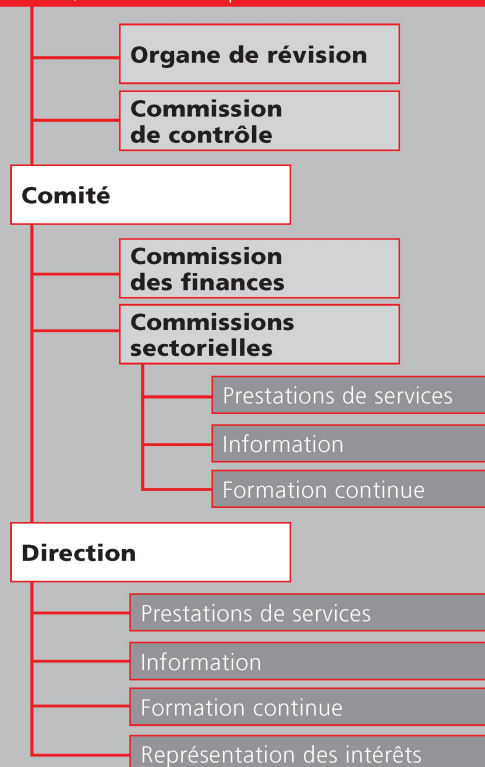 Organe de révision
Commission
de contrôle
Comité
Commission
des finances
Commissions
sectorielles
Prestations de services
Information
Formation continue
Direction
Prestations de services
Information
Formation continue
Représentation des intérêts